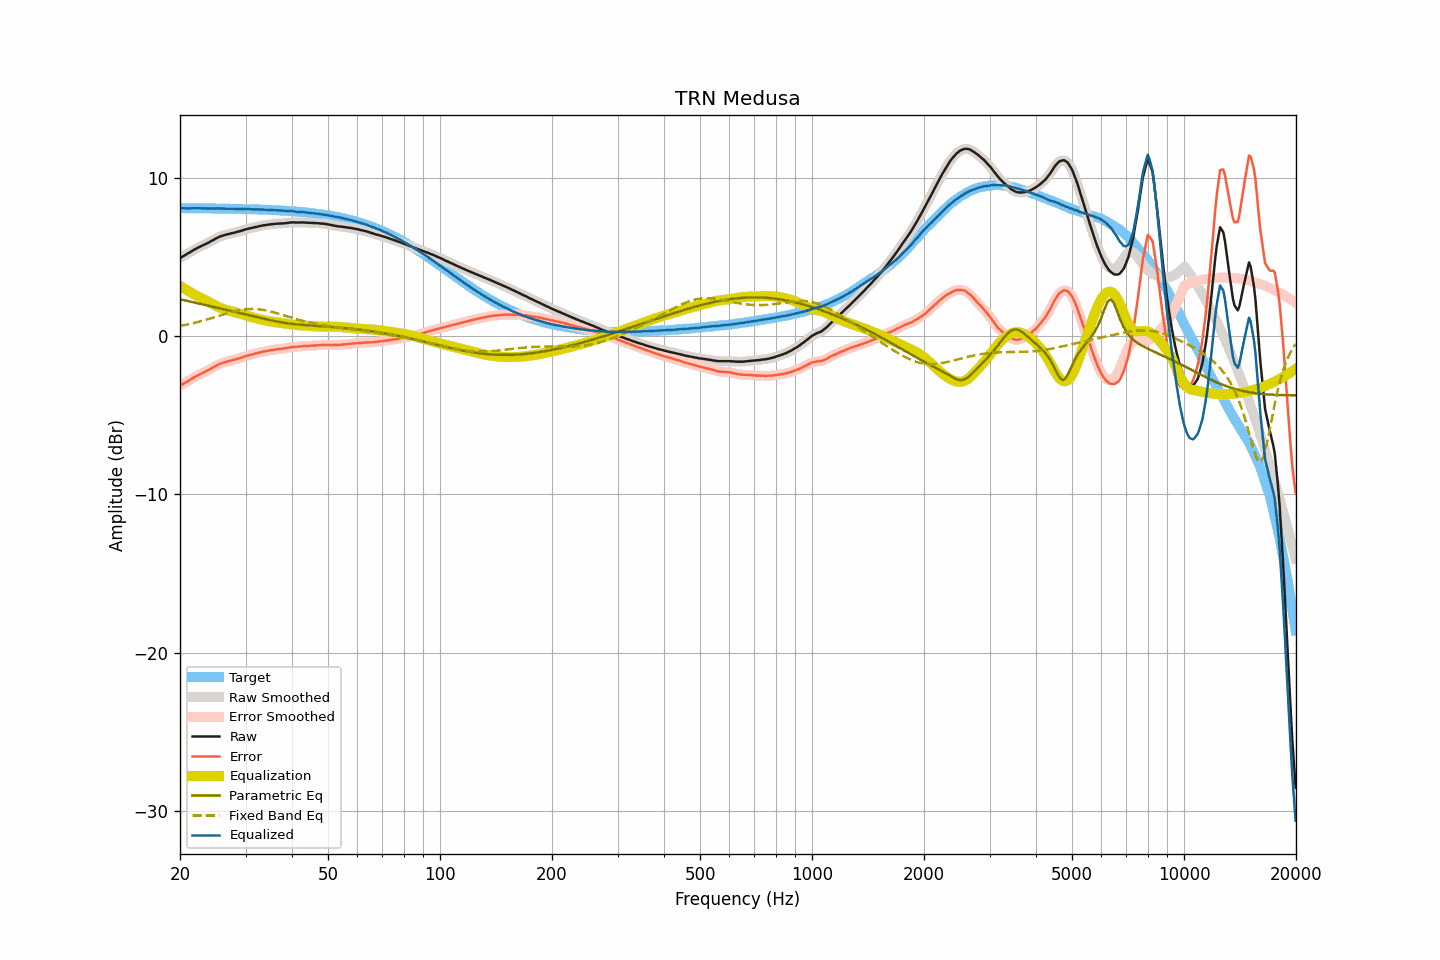 TRN Medusa
Amplitude (dBr)
10
0
−10
−20
−30
Target
Raw Smoothed
Error Smoothed
Raw
Error
Equalization
Parametric Eq
Fixed Band Eq
Equalized
20 50 100 200 500 1000 2000 5000 10000 20000
Frequency (Hz)